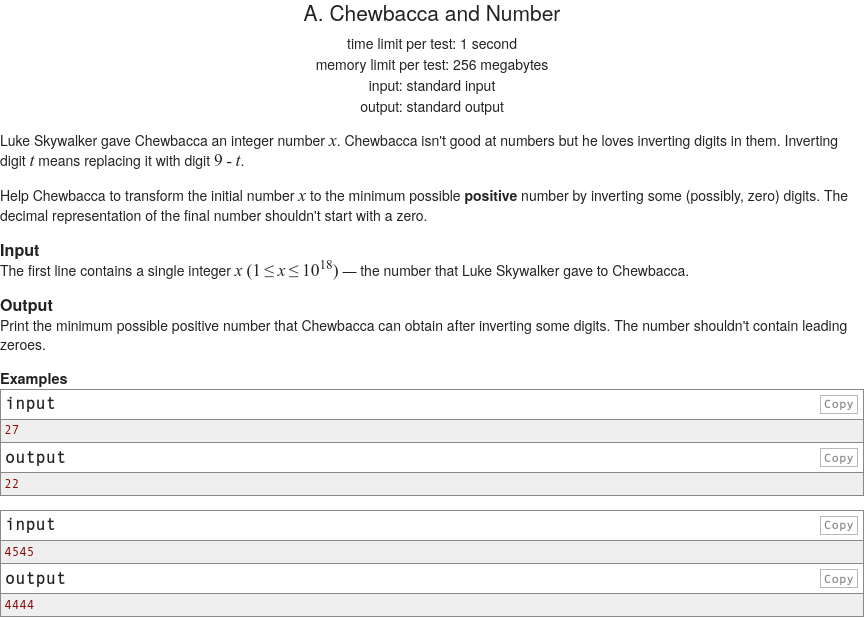 A. Chewbacca and Number
time limit per test: 1 second
memory limit per test: 256 megabytes
input: standard input
output: standard output
Luke Skywalker gave Chewbacca an integer number x. Chewbacca isn't good at numbers but he loves inverting digits in them. Inverting
digit t means replacing it with digit 9 - t.
Help Chewbacca to transform the initial number x to the minimum possible positive number by inverting some (possibly, zero) digits. The
decimal representation of the final number shouldn't start with a zero.
Input
The first line contains a single integer x (1 ≤ x ≤ 10^18) — the number that Luke Skywalker gave to Chewbacca.
Output
Print the minimum possible positive number that Chewbacca can obtain after inverting some digits. The number shouldn't contain leading
zeroes.
Examples
input Copy
27
output Copy
22
input Copy
4545
output Copy
4444